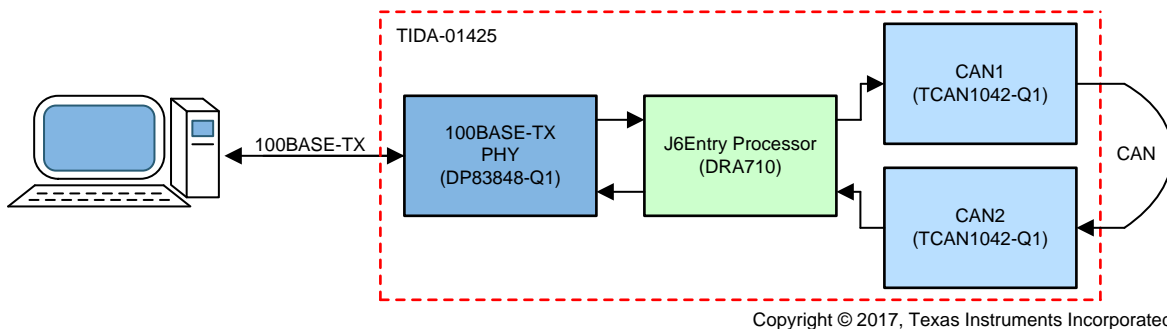 TIDA-01425
100BASE-TX
100BASE-TX
PHY
(DP83848-Q1)
J6Entry Processor
(DRA710)
CAN1
(TCAN1042-Q1)
CAN
CAN2
(TCAN1042-Q1)
Copyright © 2017, Texas Instruments Incorporated